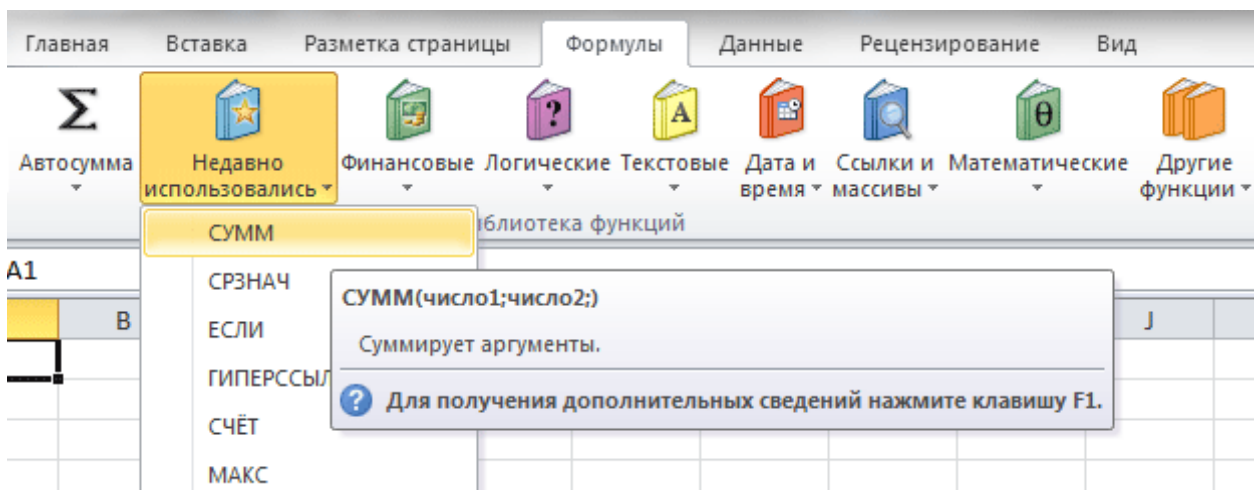 Главная Вставка Разметка страницы Формулы Данные Рецензирование Вид
Σ ? A θ
Автосумма Недавно использовались Финансовые Логические Текстовые Дата и время Ссылки и массивы Математические Другие функции
иблиотека функций
A1
B J
СУММ
СРЗНАЧ
ЕСЛИ
ГИПЕРССЫЛ
СЧЁТ
МАКС
СУММ(число1;число2;)
Суммирует аргументы.
? Для получения дополнительных сведений нажмите клавишу F1.